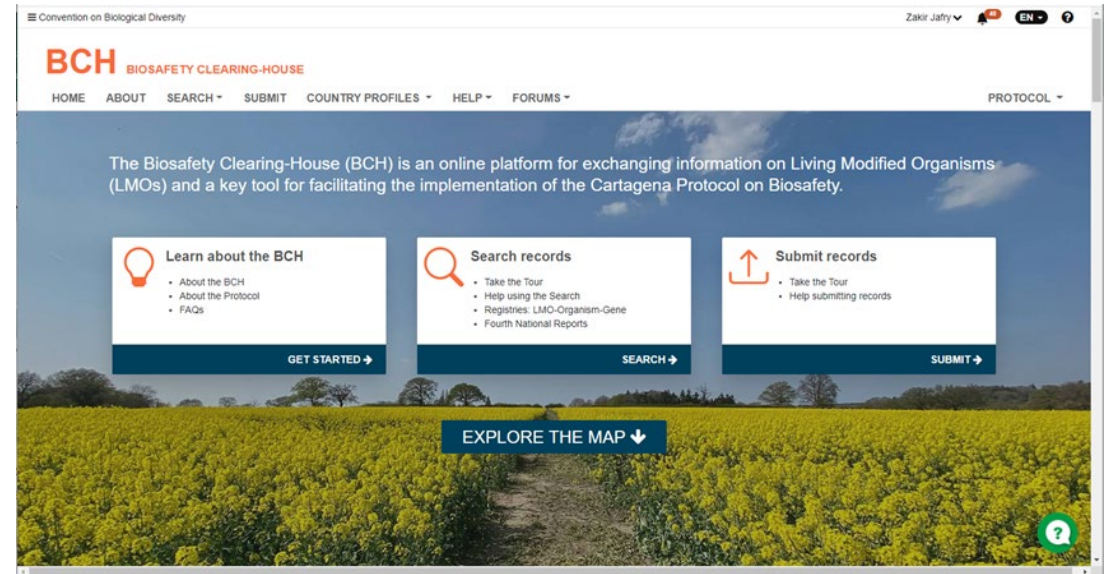 Convention on Biological Diversity
Zakir Jafry
EN
BCH BIOSAFETY CLEARING-HOUSE
HOME ABOUT SEARCH SUBMIT COUNTRY PROFILES HELP FORUMS PROTOCOL
The Biosafety Clearing-House (BCH) is an online platform for exchanging information on Living Modified Organisms
(LMOs) and a key tool for facilitating the implementation of the Cartagena Protocol on Biosafety.
Learn about the BCH
• About the BCH
• About the Protocol
• FAQs
GET STARTED →
Search records
• Take the Tour
• Help using the Search
• Registries: LMO-Organism-Gene
• Fourth National Reports
SEARCH →
Submit records
• Take the Tour
• Help submitting records
SUBMIT →
EXPLORE THE MAP